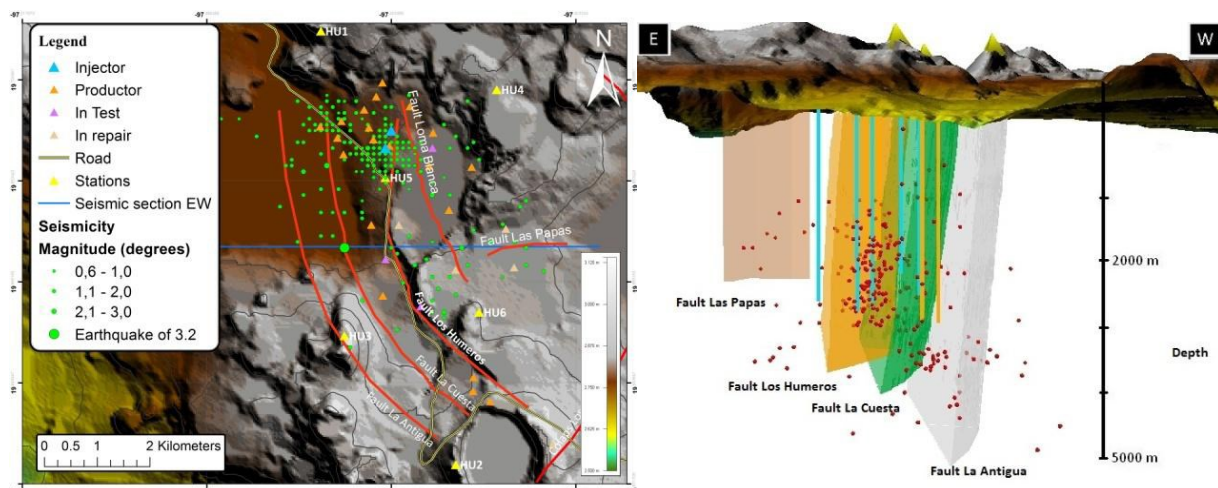 Legend
Injector
Productor
In Test
In repair
Road
Stations
Seismic section EW
Seismicity
Magnitude (degrees)
0,6 - 1,0
1,1 - 2,0
2,1 - 3,0
Earthquake of 3.2
0 0.5 1 2 Kilometers
N
HU1
HU4
HU5
HU6
HU3
HU2
Fault Loma Blanca
Fault Las Papas
Fault Los Humeros
Fault La Cuesta
Fault La Antigua
E
W
2000 m
Depth
5000 m
Fault Las Papas
Fault Los Humeros
Fault La Cuesta
Fault La Antigua